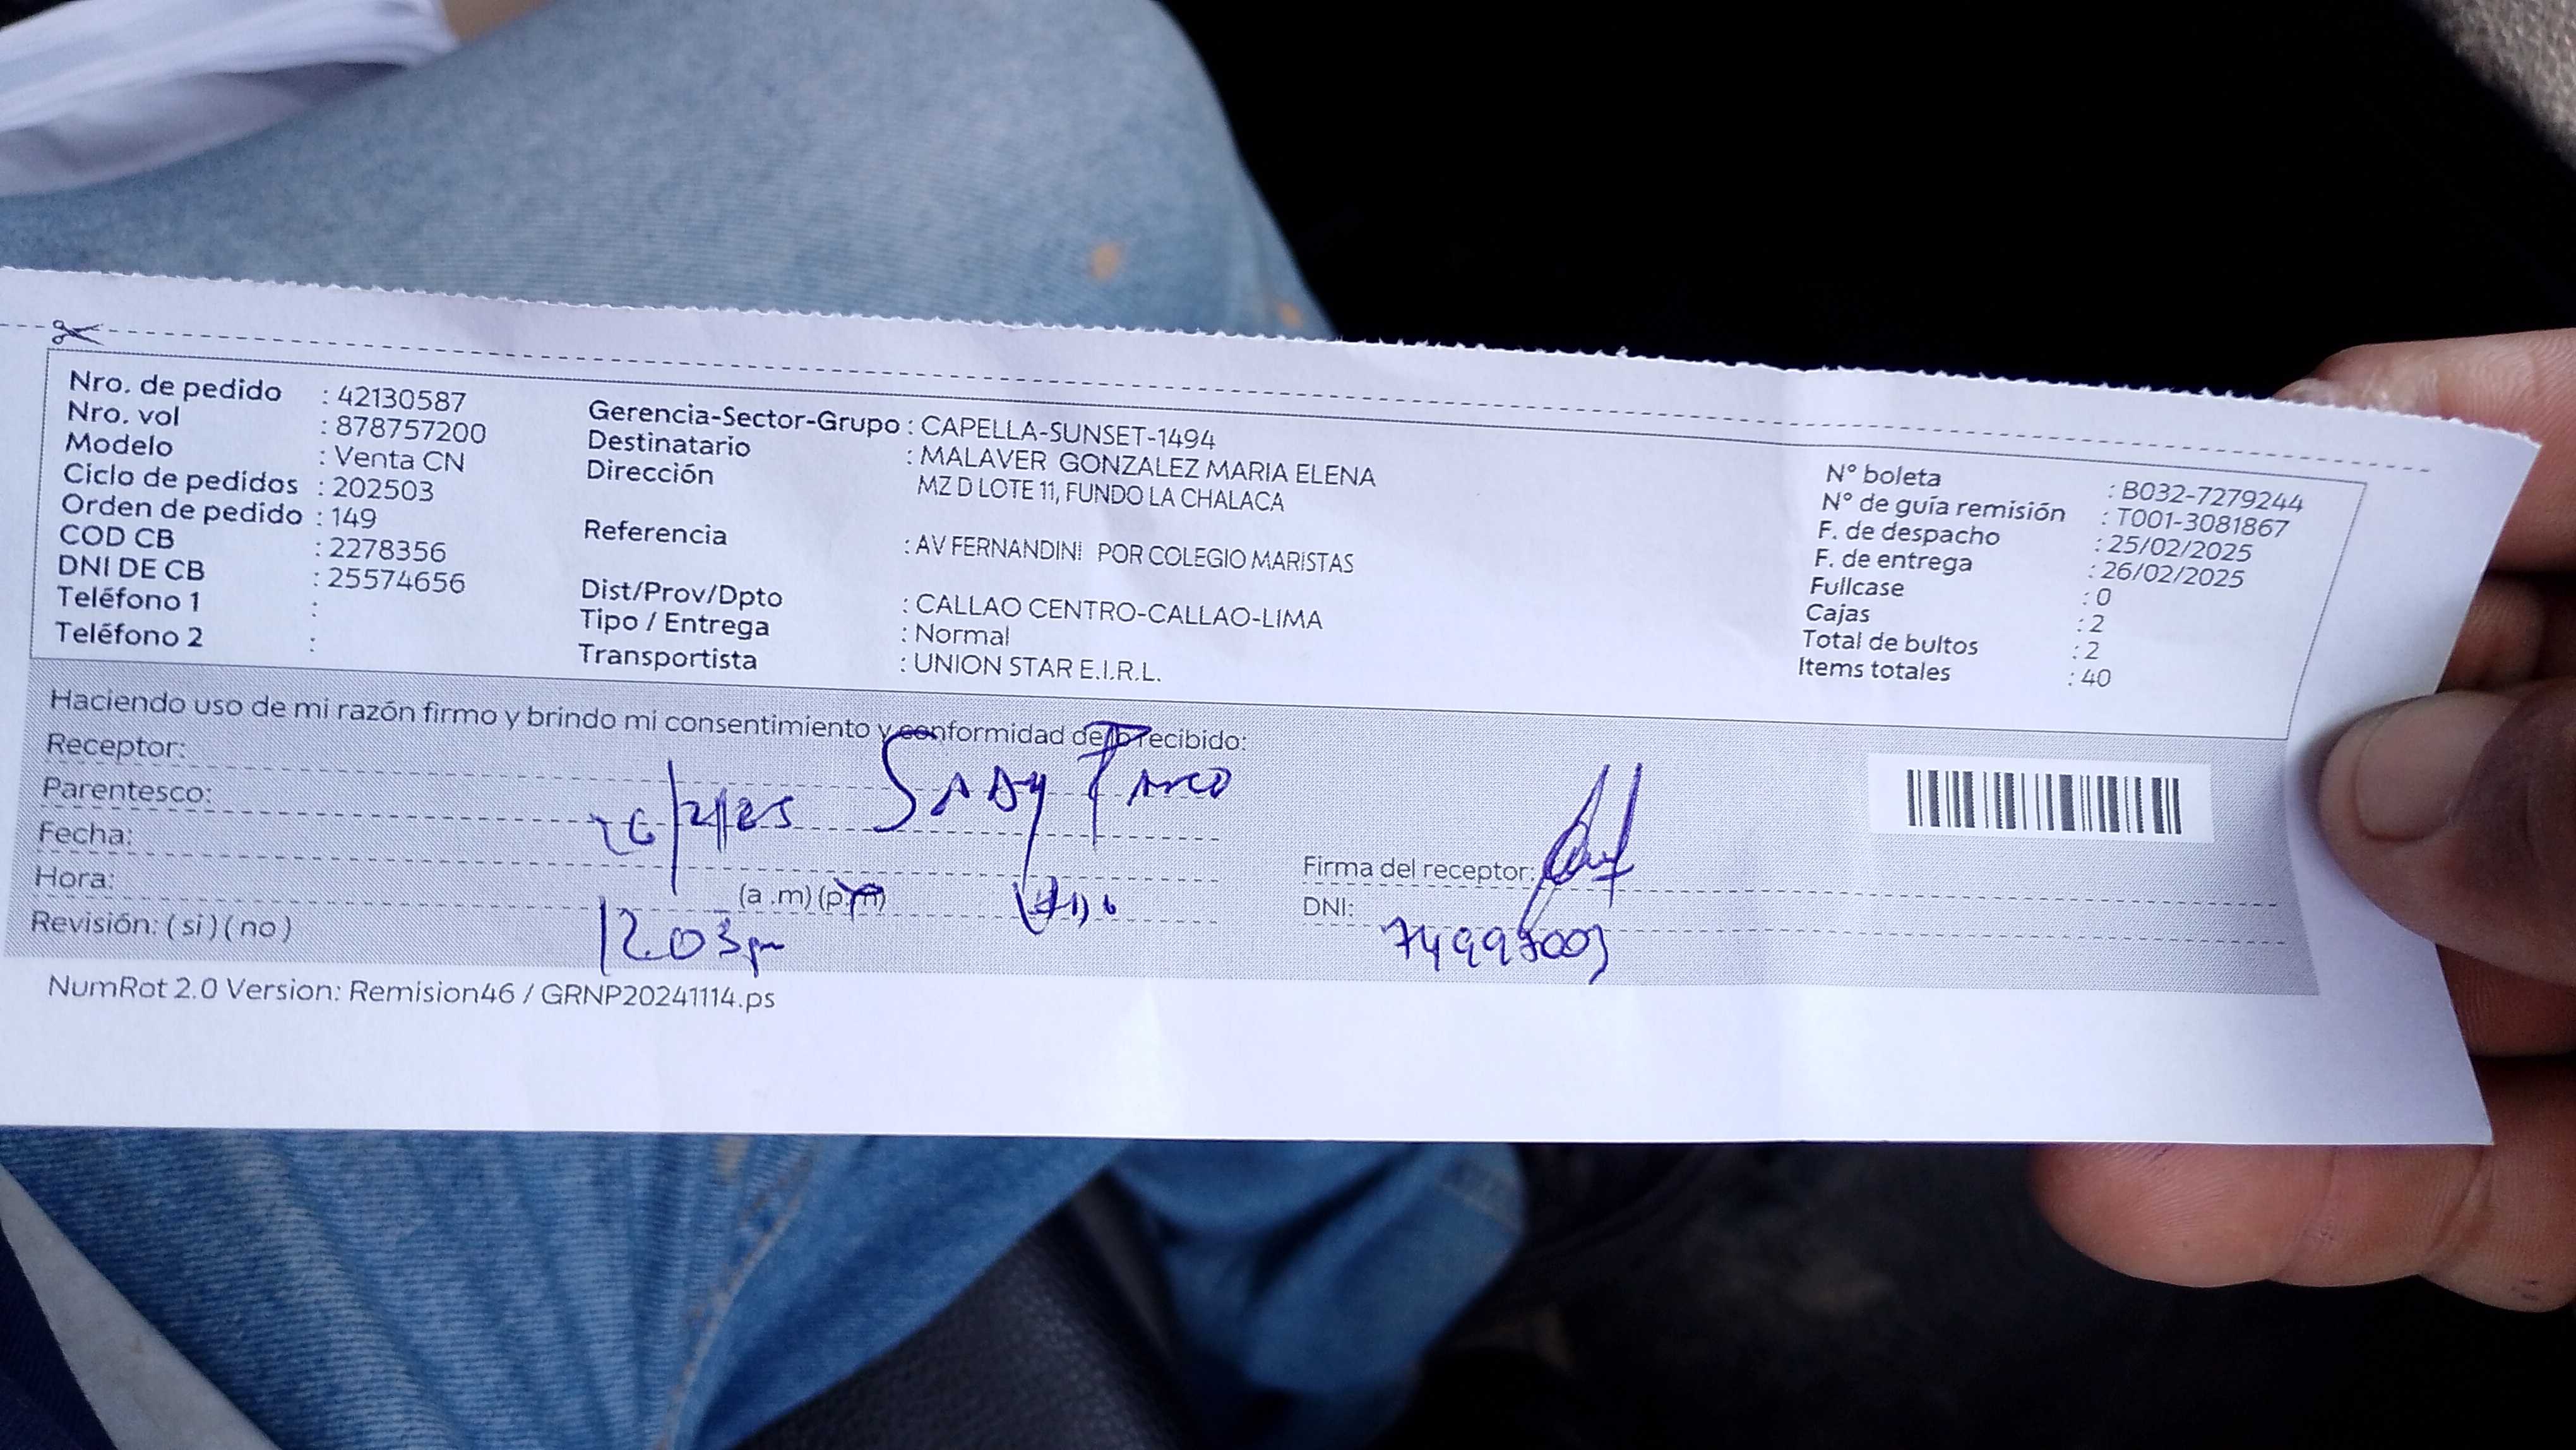 Nro. de pedido : 42130587
Nro. vol : 878757200
Modelo : Venta CN
Ciclo de pedidos : 202503
Orden de pedido : 149
COD CB : 2278356
DNI DE CB : 25574656
Teléfono 1 :
Teléfono 2 :
Gerencia-Sector-Grupo : CAPELLA-SUNSET-1494
Destinatario : MALAVER GONZALEZ MARIA ELENA
Dirección MZ D LOTE 11, FUNDO LA CHALACA
Referencia : AV FERNANDINI POR COLEGIO MARISTAS
Dist/Prov/Dpto : CALLAO CENTRO-CALLAO-LIMA
Tipo / Entrega : Normal
Transportista : UNION STAR E.I.R.L.
N° boleta : B032-7279244
N° de guía remisión : T001-3081867
F. de despacho : 25/02/2025
F. de entrega : 26/02/2025
Fullcase : 0
Cajas : 2
Total de bultos : 2
Items totales : 40
Haciendo uso de mi razón firmo y brindo mi consentimiento y conformidad de lo recibido:
Receptor:
Parentesco:
Fecha:
Hora: (a .m) (p.m)
12.03pm
Revisión: ( si ) ( no )
Firma del receptor:
DNI:
NumRot 2.0 Version: Remision46 / GRNP20241114.ps